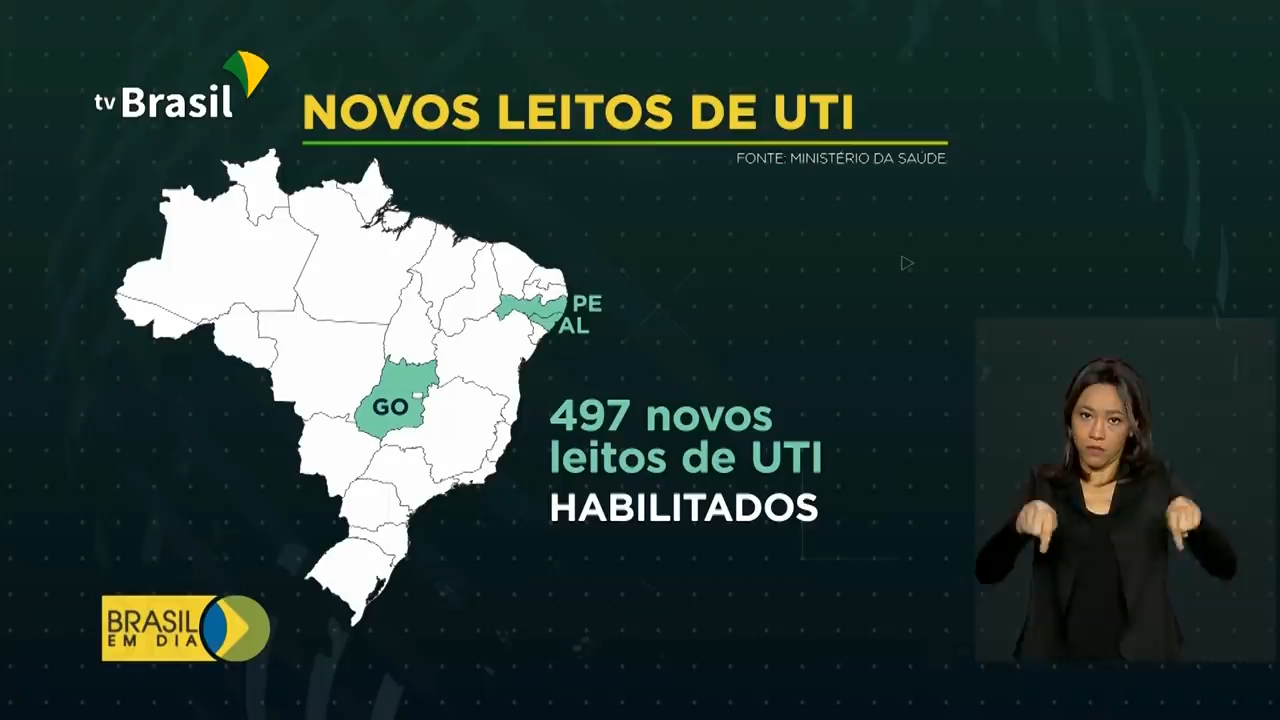 tv Brasil
NOVOS LEITOS DE UTI
FONTE: MINISTÉRIO DA SAÚDE
PE
AL
GO
497 novos
leitos de UTI
HABILITADOS
BRASIL
EM DIA